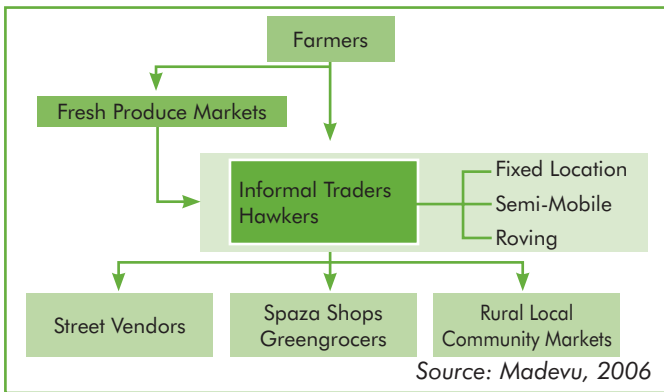 Farmers
Fresh Produce Markets
Informal Traders
Hawkers
Fixed Location
Semi-Mobile
Roving
Street Vendors
Spaza Shops
Greengrocers
Rural Local
Community Markets
Source: Madevu, 2006